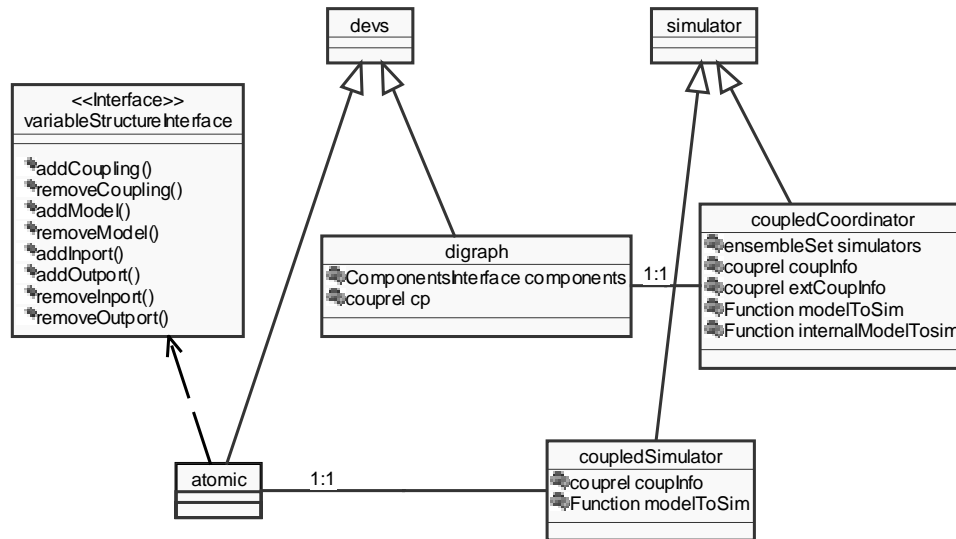 devs
simulator
<<Interface>>
variableStructureInterface
addCoupling()
removeCoupling()
addModel()
removeModel()
addInport()
addOutport()
removeInport()
removeOutport()
digraph
ComponentsInterface components
couprel cp
1:1
coupledCoordinator
ensembleSet simulators
couprel coupInfo
couprel extCoupInfo
Function modelToSim
Function internalModelTosim
atomic
1:1
coupledSimulator
couprel coupInfo
Function modelToSim